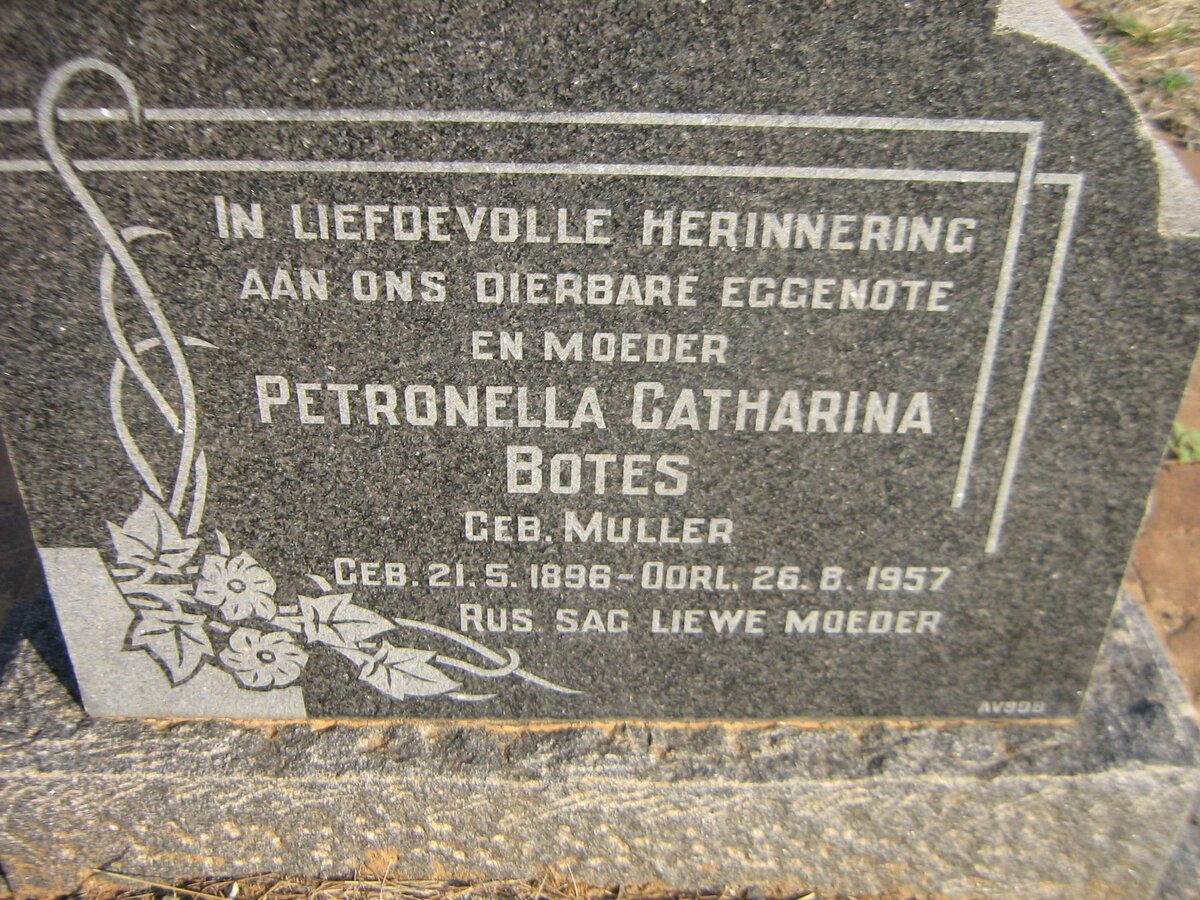 IN LIEFDEVOLLE HERINNERING
AAN ONS DIERBARE EGGENOTE
EN MOEDER
PETRONELLA CATHARINA
BOTES
GEB. MULLER
GEB. 21. 5. 1896 - OORL. 26. 8. 1957
RUS SAG LIEWE MOEDER